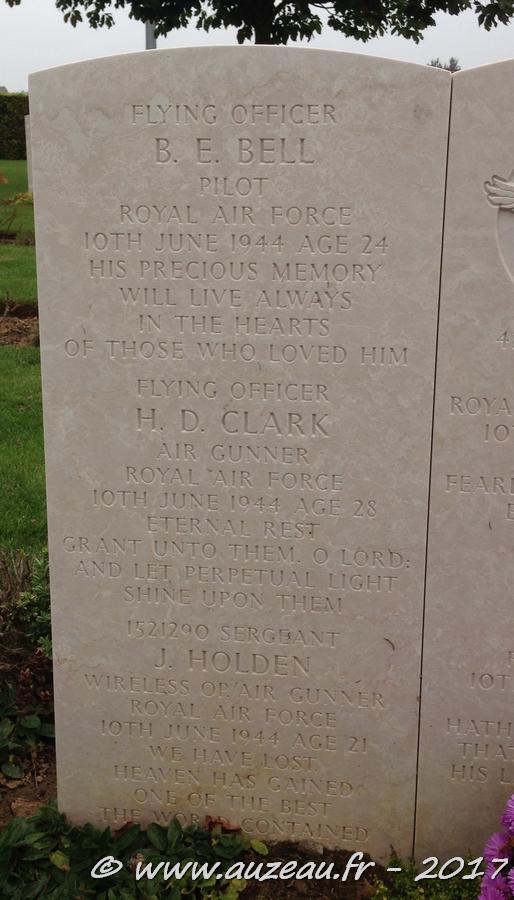 FLYING OFFICER
B. E. BELL
PILOT
ROYAL AIR FORCE
10TH JUNE 1944 AGE 24
HIS PRECIOUS MEMORY
WILL LIVE ALWAYS
IN THE HEARTS
OF THOSE WHO LOVED HIM
FLYING OFFICER
H. D. CLARK
AIR GUNNER
ROYAL AIR FORCE
10TH JUNE 1944 AGE 28
ETERNAL REST
GRANT UNTO THEM, O LORD:
AND LET PERPETUAL LIGHT
SHINE UPON THEM
1521290 SERGEANT
J. HOLDEN
WIRELESS OP./AIR GUNNER
ROYAL AIR FORCE
10TH JUNE 1944 AGE 21
WE HAVE LOST
HEAVEN HAS GAINED
ONE OF THE BEST
THE WORLD CONTAINED
4
ROYA
10
FEAR
10T
HATH
THAT
HIS L
© www.auzeau.fr - 2017